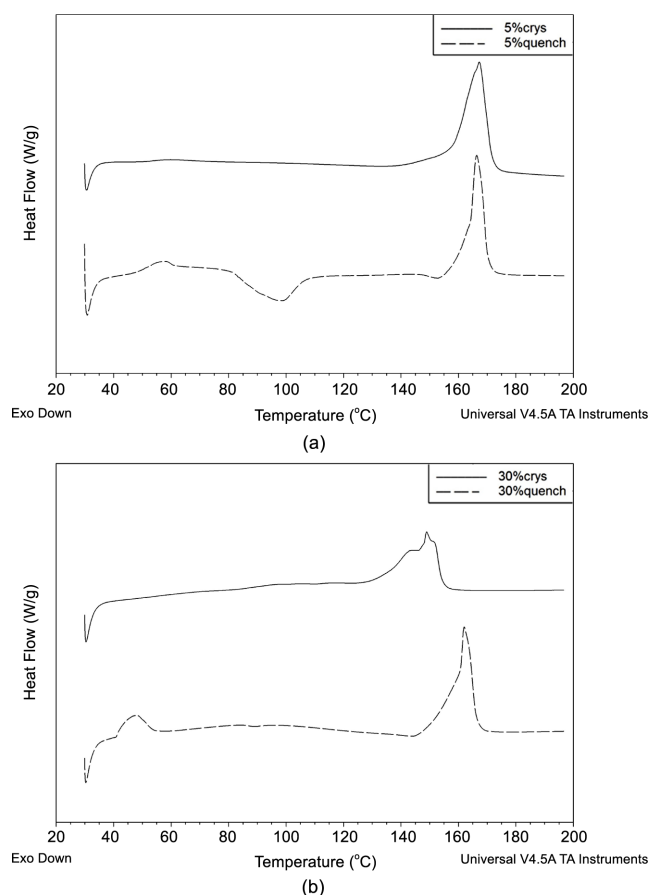 5%crys
5%quench
Heat Flow (W/g)
20 40 60 80 100 120 140 160 180 200
Exo Down Temperature (°C) Universal V4.5A TA Instruments
(a)
30%crys
30%quench
Heat Flow (W/g)
20 40 60 80 100 120 140 160 180 200
Exo Down Temperature (°C) Universal V4.5A TA Instruments
(b)